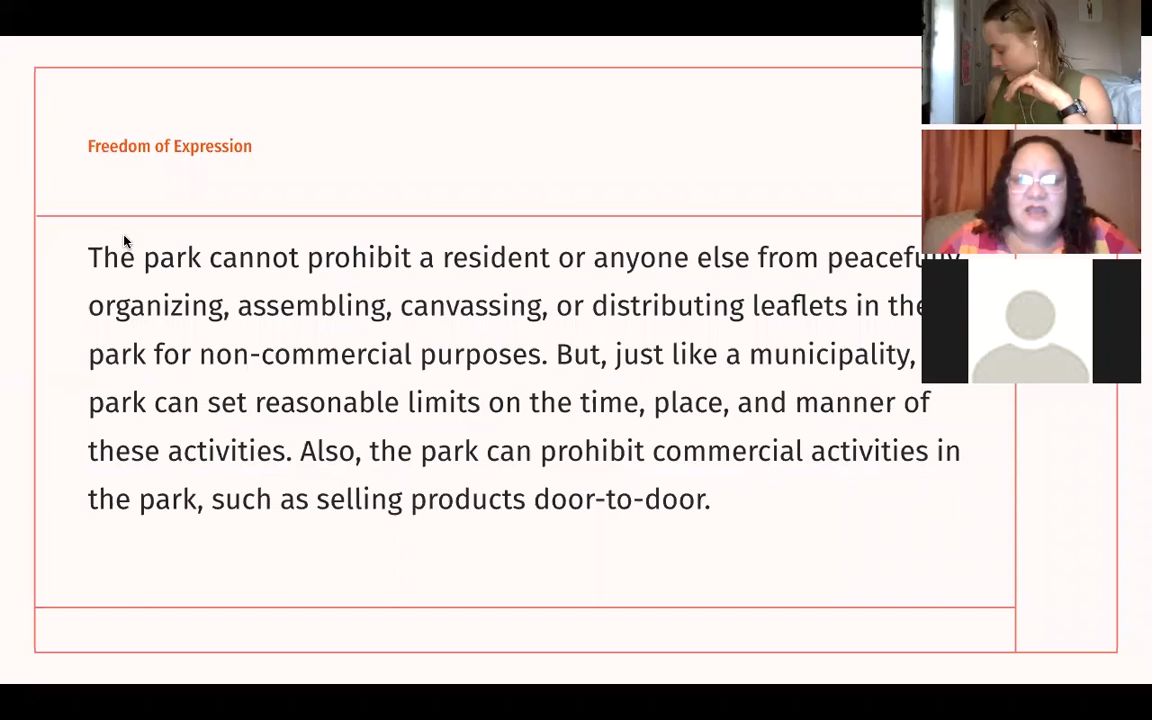 Freedom of Expression
The park cannot prohibit a resident or anyone else from peacefully
organizing, assembling, canvassing, or distributing leaflets in the
park for non-commercial purposes. But, just like a municipality,
park can set reasonable limits on the time, place, and manner of
these activities. Also, the park can prohibit commercial activities in
the park, such as selling products door-to-door.